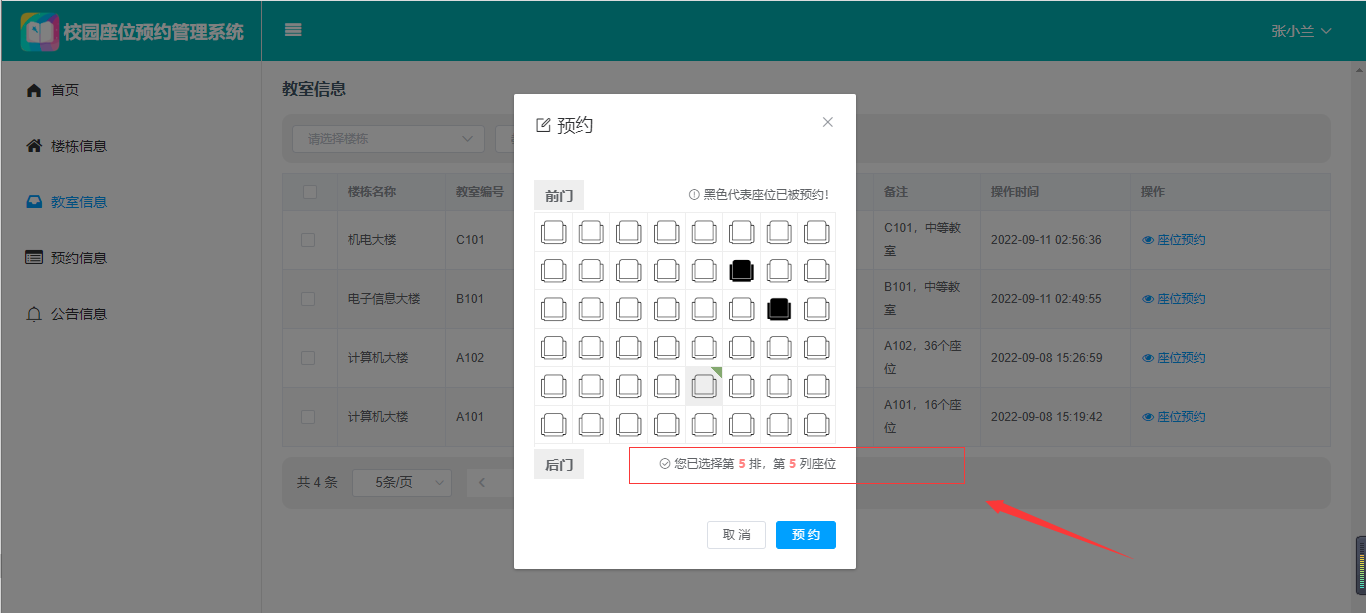 校园座位预约管理系统
张小兰
首页
楼栋信息
教室信息
预约信息
公告信息
教室信息
请选择楼栋
楼栋名称 教室编号 备注 操作时间 操作
机电大楼 C101 C101，中等教室 2022-09-11 02:56:36 座位预约
电子信息大楼 B101 B101，中等教室 2022-09-11 02:49:55 座位预约
计算机大楼 A102 A102，36个座位 2022-09-08 15:26:59 座位预约
计算机大楼 A101 A101，16个座位 2022-09-08 15:19:42 座位预约
共 4 条 5条/页
预约
前门 黑色代表座位已被预约!
后门 您已选择第 5 排，第 5 列座位
取 消 预 约